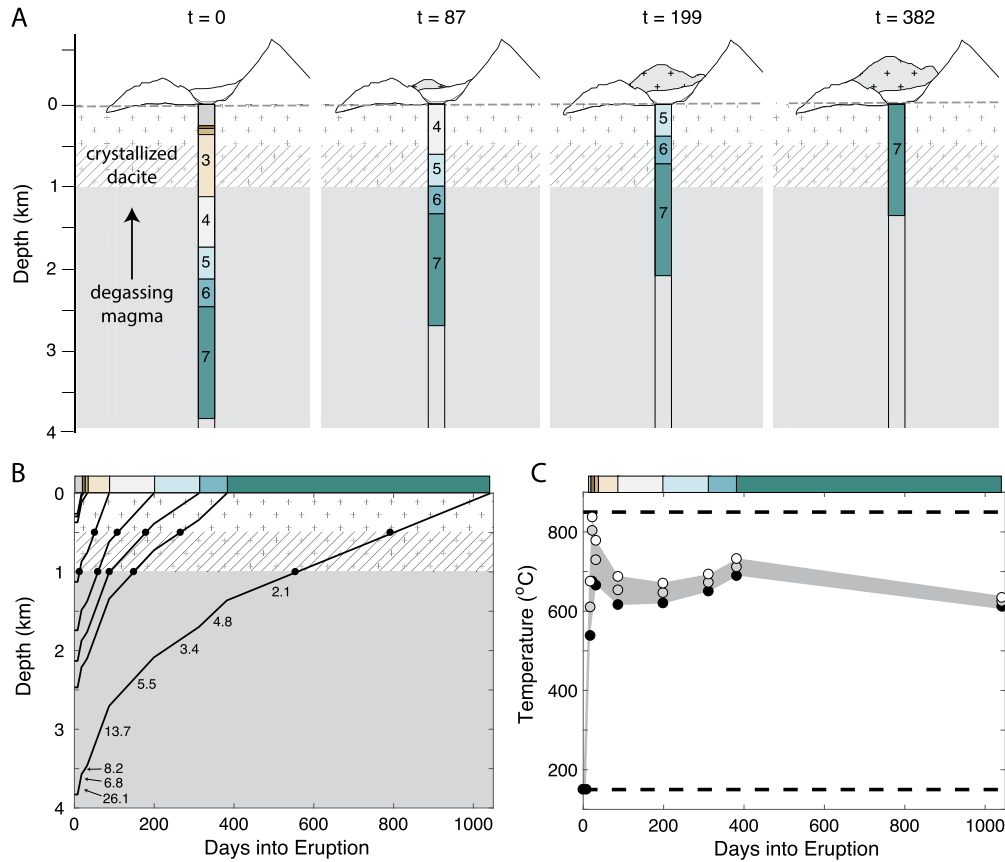 A
t = 0
t = 87
t = 199
t = 382
Depth (km)
0
1
2
3
4
crystallized
dacite
degassing
magma
3
4
5
6
7
4
5
6
7
5
6
7
7
B
Depth (km)
0
1
2
3
4
2.1
4.8
3.4
5.5
13.7
8.2
6.8
26.1
0
200
400
600
800
1000
Days into Eruption
C
Temperature (°C)
800
600
400
200
0
200
400
600
800
1000
Days into Eruption